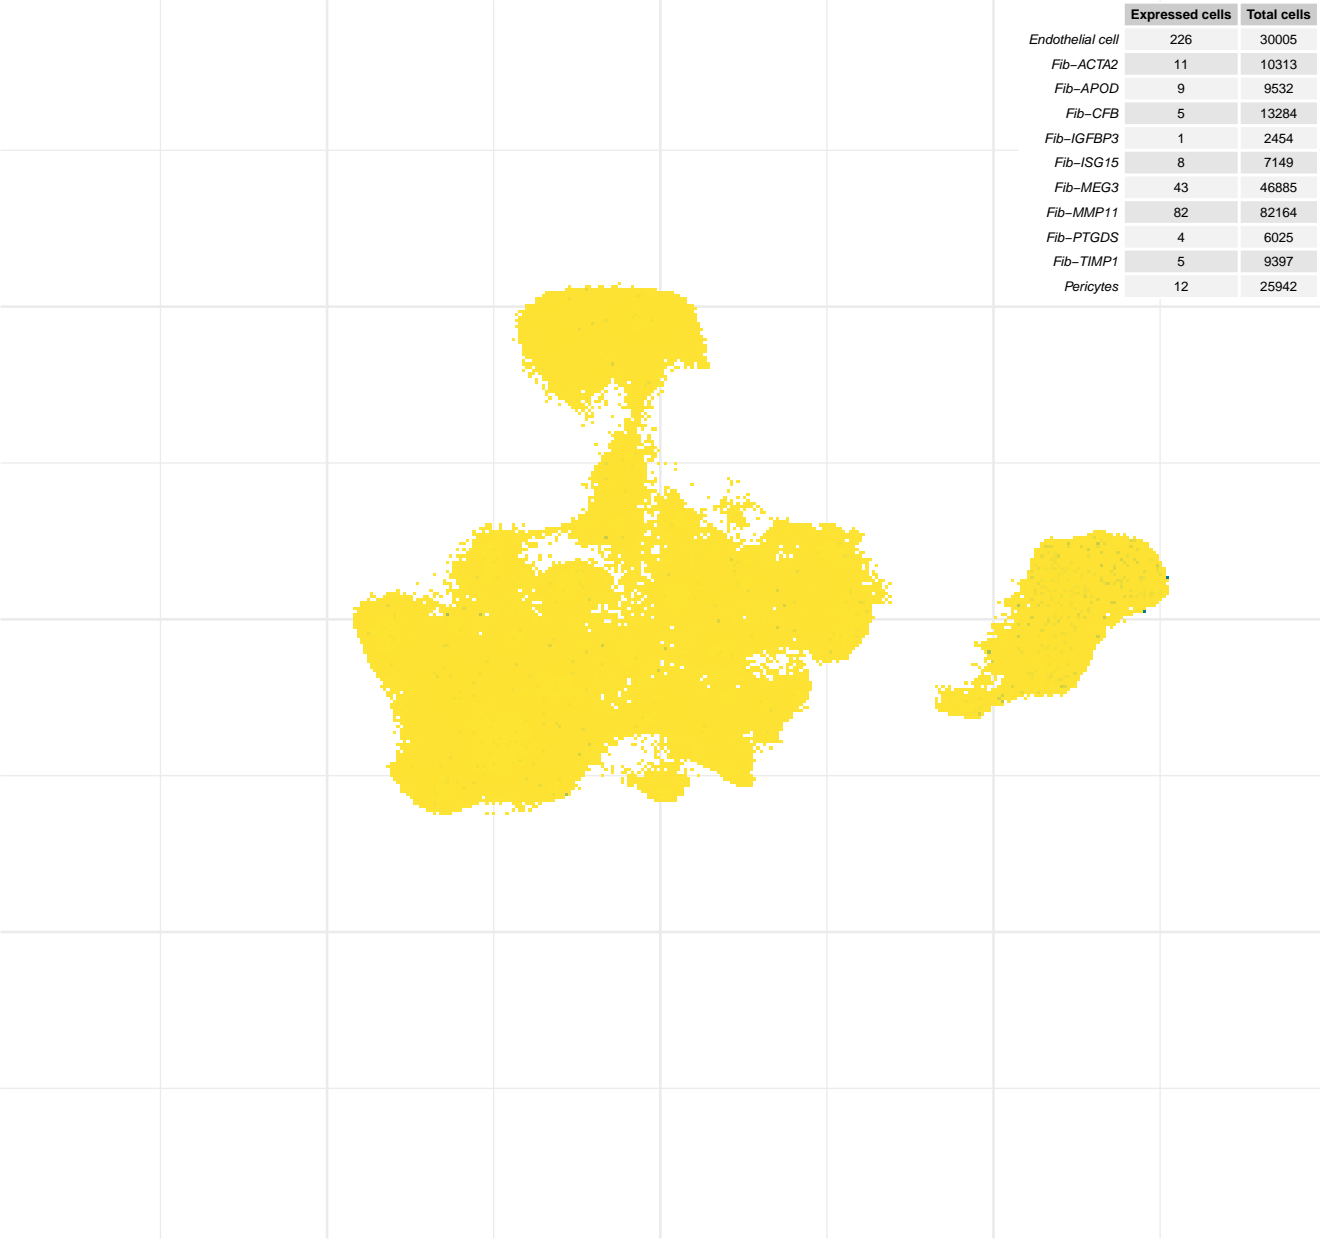 Expressed cells Total cells
Endothelial cell 226 30005
Fib−ACTA2 11 10313
Fib−APOD 9 9532
Fib−CFB 5 13284
Fib−IGFBP3 1 2454
Fib−ISG15 8 7149
Fib−MEG3 43 46885
Fib−MMP11 82 82164
Fib−PTGDS 4 6025
Fib−TIMP1 5 9397
Pericytes 12 25942